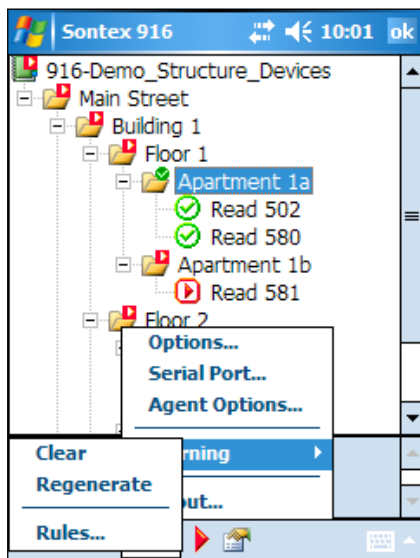 Sontex 916 10:01 ok
916-Demo_Structure_Devices
Main Street
Building 1
Floor 1
Apartment 1a
Read 502
Read 580
Apartment 1b
Read 581
Floor 2
Options...
Serial Port...
Agent Options...
rning
Clear
Regenerate
out...
Rules...